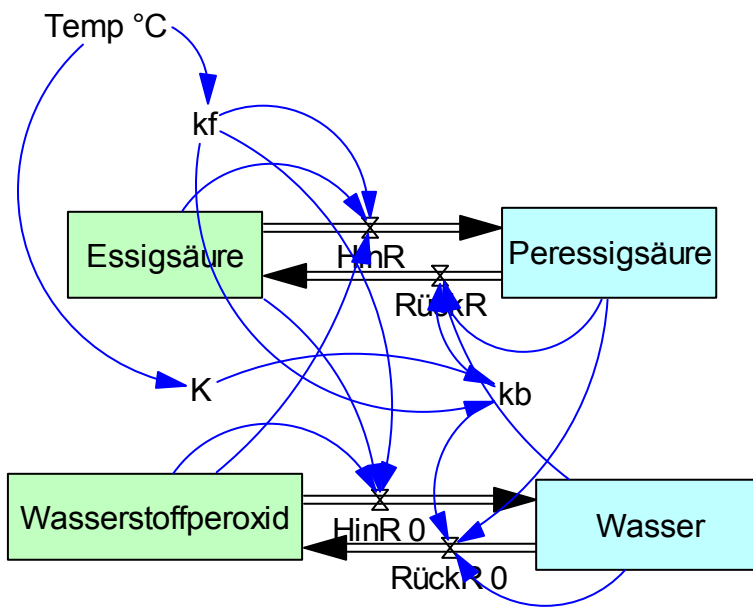 Temp °C
kf
Essigsäure
HinR
Peressigsäure
RückR
K
kb
Wasserstoffperoxid
HinR 0
Wasser
RückR 0